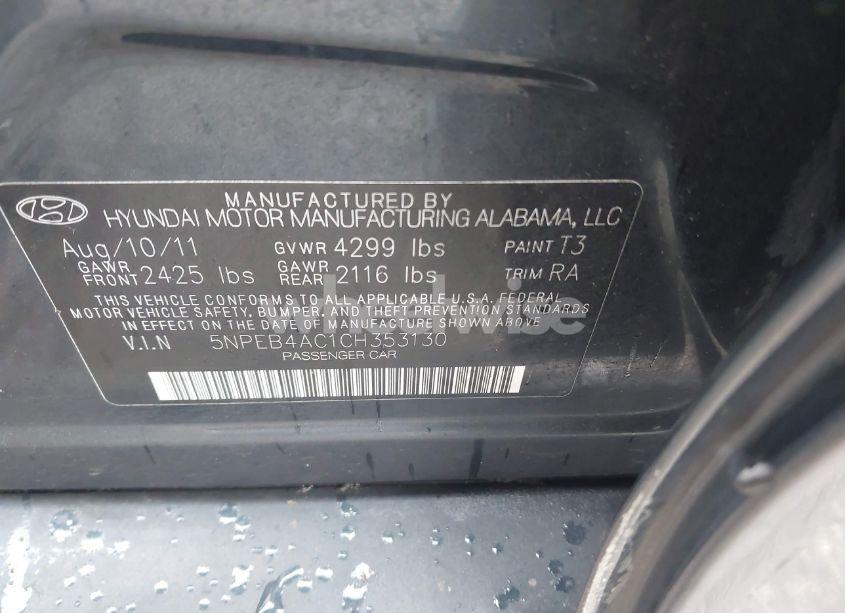 MANUFACTURED BY
HYUNDAI MOTOR MANUFACTURING ALABAMA, LLC
Aug/10/11 GVWR 4299 lbs PAINT T3
GAWR FRONT 2425 lbs GAWR REAR 2116 lbs TRIM RA
THIS VEHICLE CONFORMS TO ALL APPLICABLE U.S.A. FEDERAL
MOTOR VEHICLE SAFETY, BUMPER, AND THEFT PREVENTION STANDARDS
IN EFFECT ON THE DATE OF MANUFACTURE SHOWN ABOVE.
V.I.N 5NPEB4AC1CH353130
PASSENGER CAR